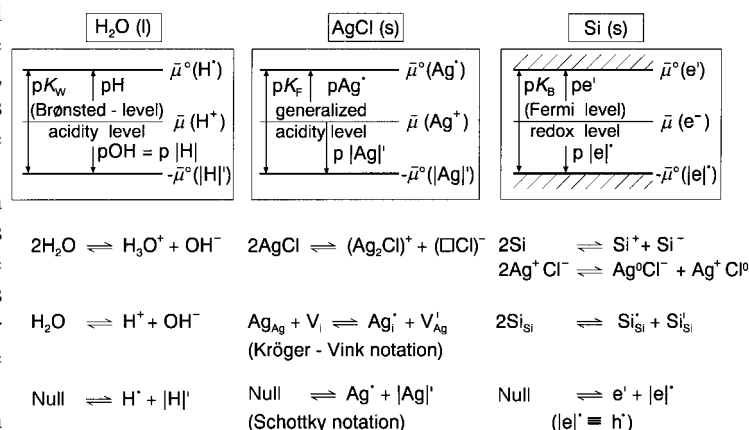 H₂O (l)
AgCl (s)
Si (s)
pK_W pH μ̄°(H˙)
(Brønsted - level) μ̄ (H⁺)
acidity level
pOH = p |H|
-μ̄°(|H|')
pK_F pAg˙ μ̄°(Ag˙)
generalized μ̄ (Ag⁺)
acidity level
p |Ag|'
-μ̄°(|Ag|')
pK_B pe' μ̄°(e')
(Fermi level) μ̄ (e⁻)
redox level
p |e|˙
-μ̄°(|e|˙)
2H₂O ⇌ H₃O⁺ + OH⁻
2AgCl ⇌ (Ag₂Cl)⁺ + (□Cl)⁻
2Si ⇌ Si⁺ + Si⁻
2Ag⁺Cl⁻ ⇌ Ag⁰Cl⁻ + Ag⁺Cl⁰
H₂O ⇌ H⁺ + OH⁻
Ag_Ag + V_i ⇌ Ag_i˙ + V'_Ag
(Kröger - Vink notation)
2Si_Si ⇌ Si˙_Si + Si'_Si
Null ⇌ H˙ + |H|'
Null ⇌ Ag˙ + |Ag|'
(Schottky notation)
Null ⇌ e' + |e|˙
(|e|˙ ≡ h˙)